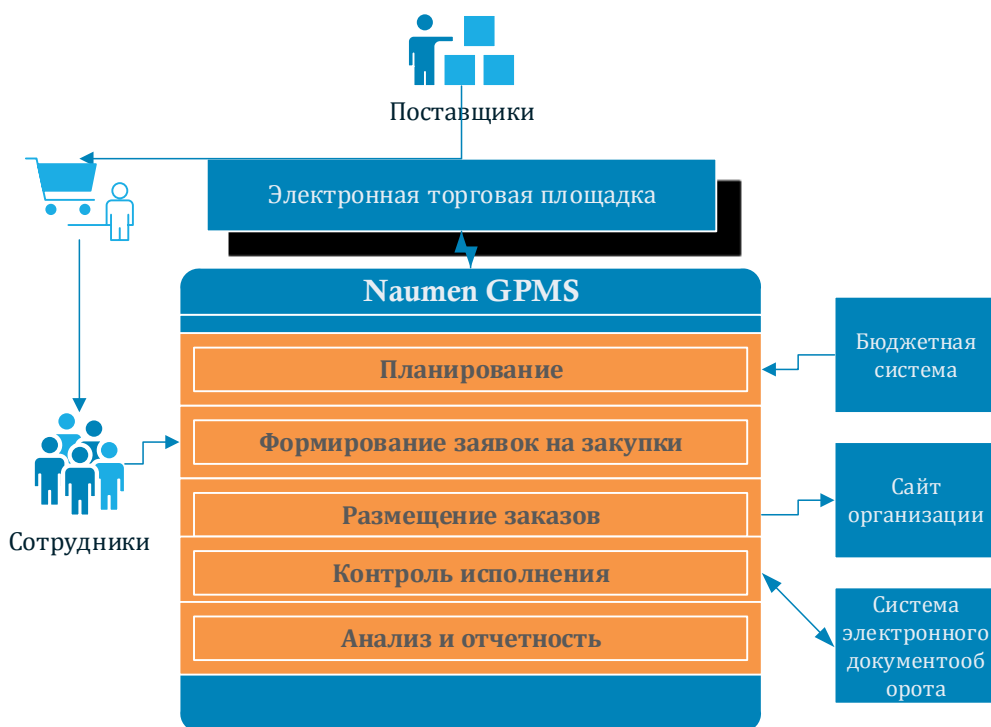 Поставщики
Электронная торговая площадка
Naumen GPMS
Планирование
Формирование заявок на закупки
Размещение заказов
Контроль исполнения
Анализ и отчетность
Сотрудники
Бюджетная
система
Сайт
организации
Система
электронного
документооб
орота